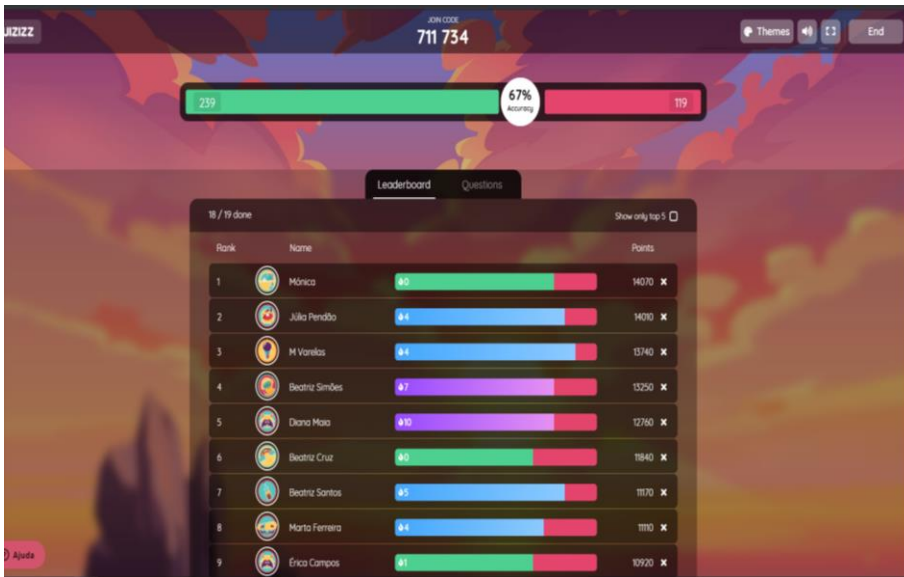 UIZIZZ
JOIN CODE
711 734
Themes
End
239
67%
Accuracy
119
Leaderboard Questions
18 / 19 done Show only top 5
Rank Name Points
1 Mónica 0 14070
2 Júlia Pendão 4 14010
3 M Varelas 4 13740
4 Beatriz Simões 7 13250
5 Diana Maia 10 12760
6 Beatriz Cruz 0 11840
7 Beatriz Santos 5 11170
8 Marta Ferreira 4 11110
9 Érica Campos 1 10920
Ajuda